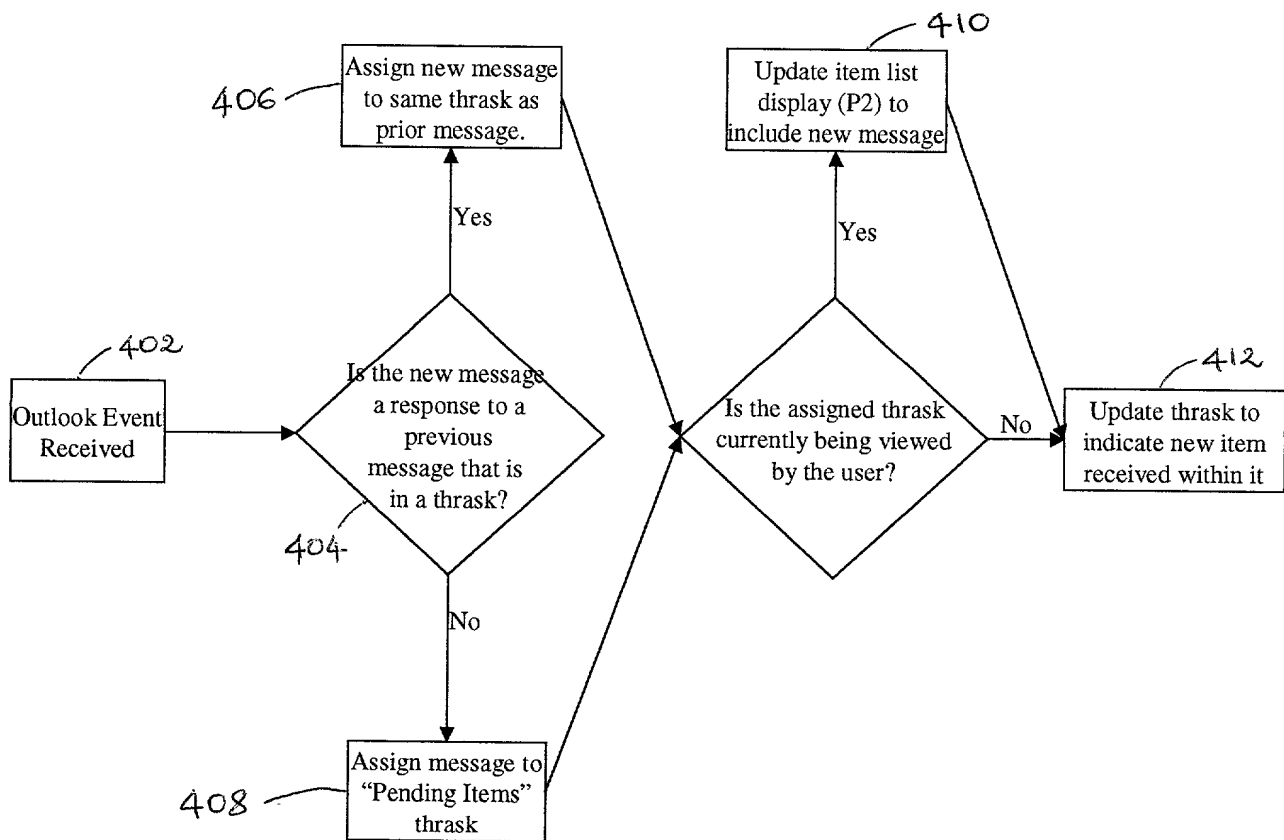 410
Assign new message
to same thrask as
prior message.
406
Update item list
display (P2) to
include new message
Yes
Yes
402
Outlook Event
Received
Is the new message
a response to a
previous
message that is
in a thrask?
404
Is the assigned thrask
currently being viewed
by the user?
No
412
Update thrask to
indicate new item
received within it
No
Assign message to
“Pending Items”
thrask
408